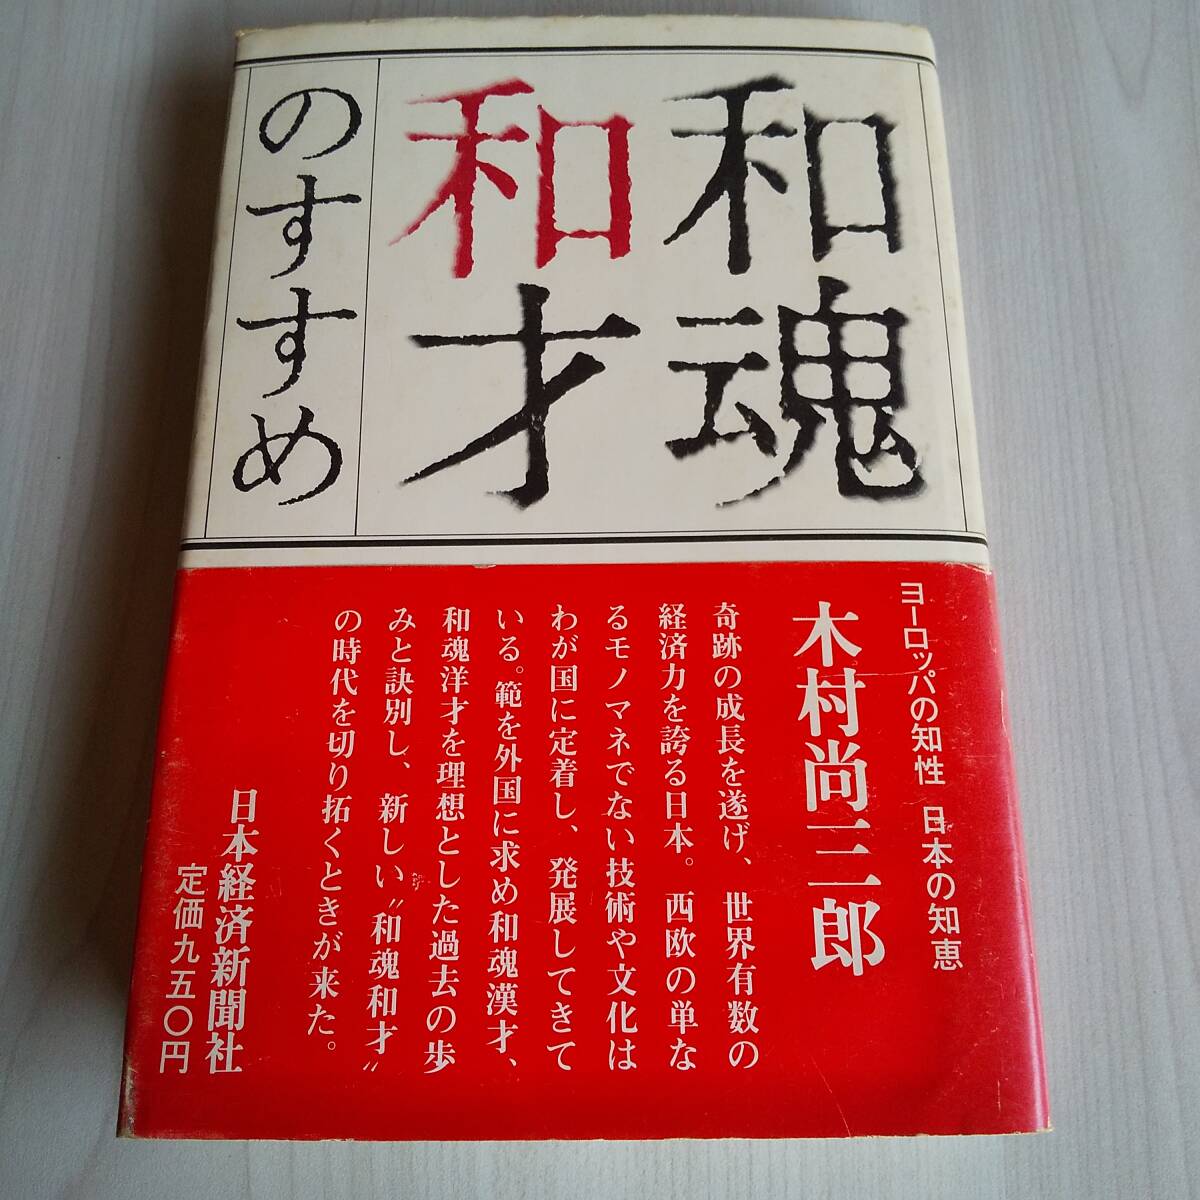 和魂
和才
のすすめ
ヨーロッパの知性 日本の知恵
木村尚三郎
奇跡の成長を遂げ、世界有数の
経済力を誇る日本。西欧の単な
るモノマネでない技術や文化は
わが国に定着し、発展してきて
いる。範を外国に求め和魂漢才、
和魂洋才を理想とした過去の歩
みと訣別し、新しい〝和魂和才〟
の時代を切り拓くときが来た。
日本経済新聞社
定価九五〇円